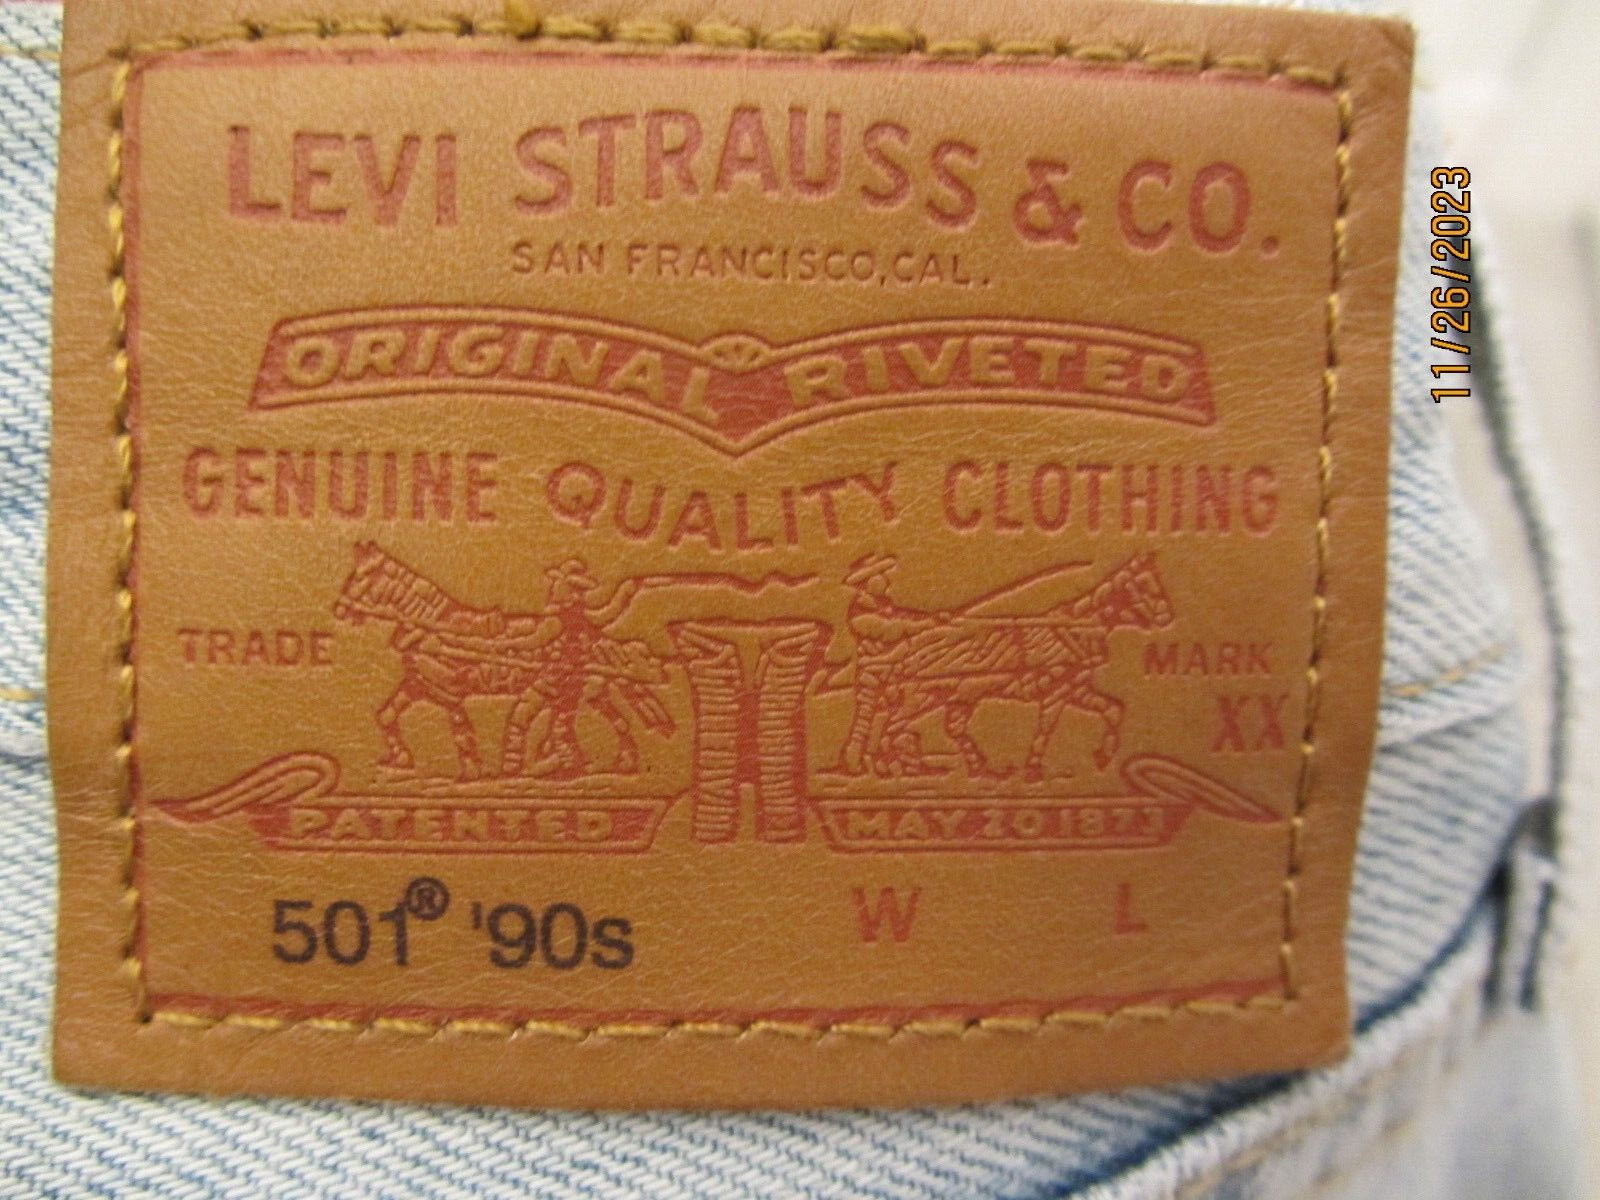 LEVI STRAUSS & CO.
SAN FRANCISCO, CAL.
ORIGINAL RIVETED
GENUINE QUALITY CLOTHING
TRADE MARK
XX
PATENTED MAY 20 1873
501® '90s W L
11/26/2023